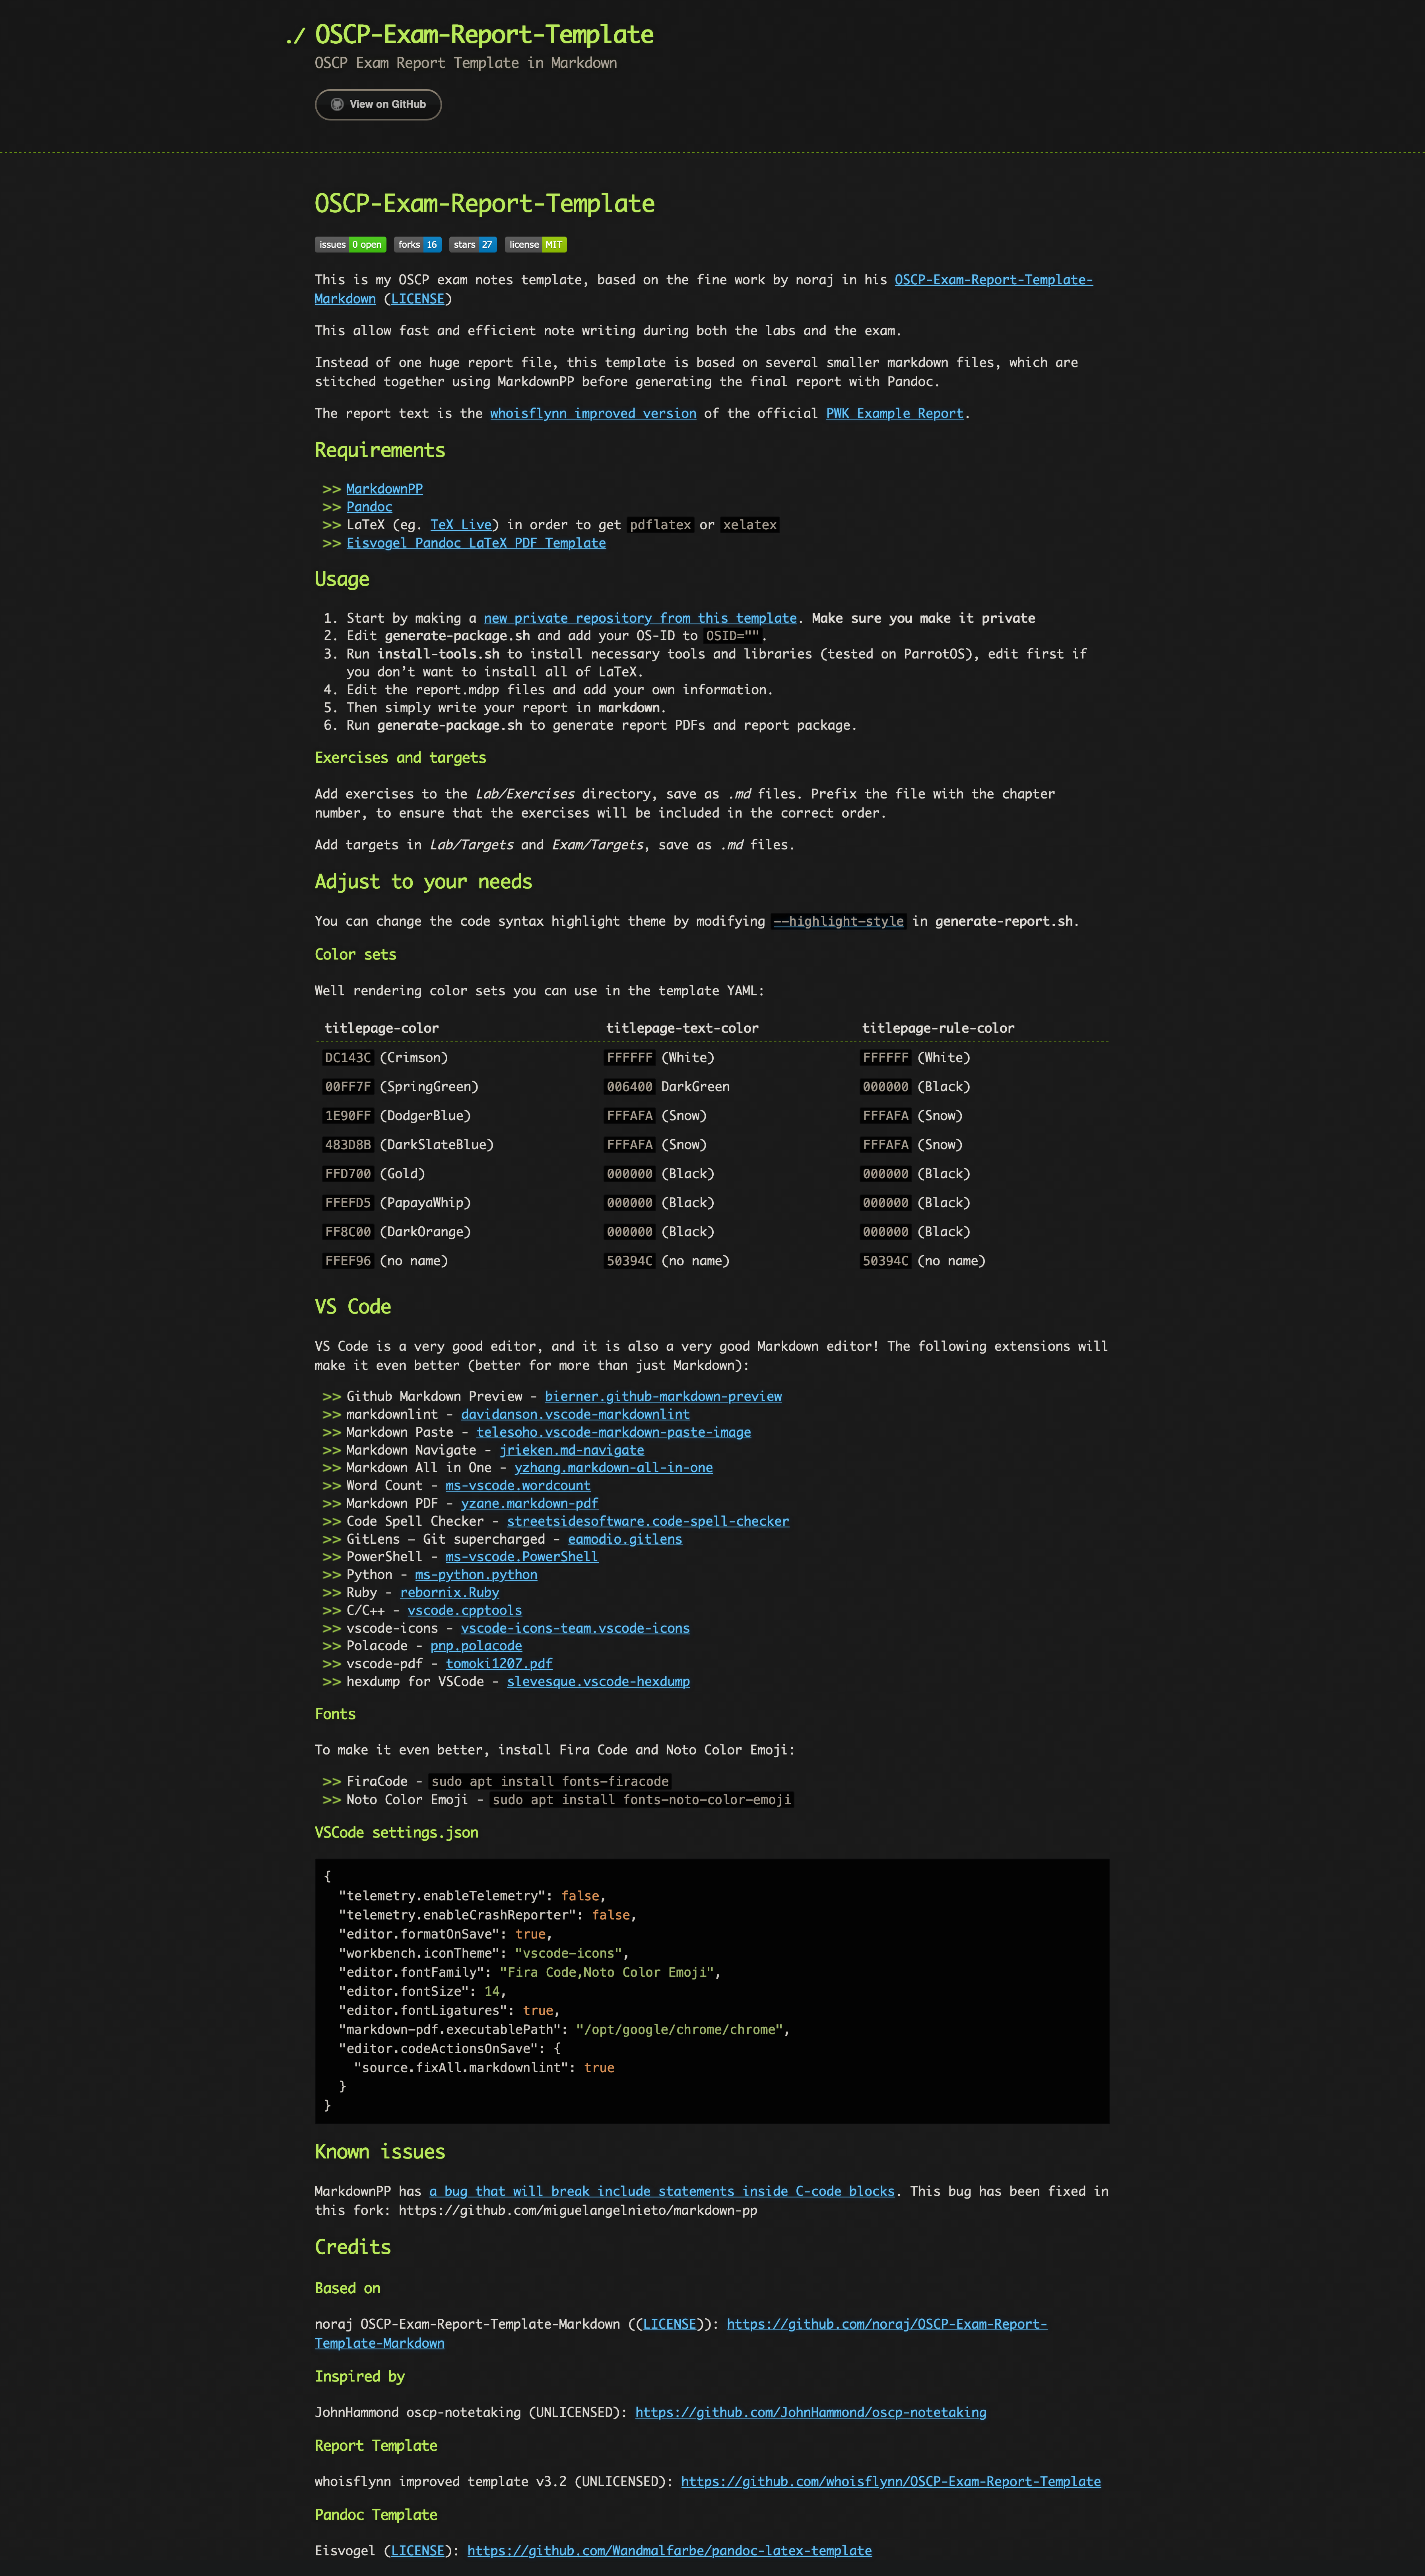 ./ OSCP-Exam-Report-Template
OSCP Exam Report Template in Markdown
View on GitHub
OSCP-Exam-Report-Template
issues 0 open forks 16 stars 27 license MIT
This is my OSCP exam notes template, based on the fine work by noraj in his OSCP-Exam-Report-Template-
Markdown (LICENSE)
This allow fast and efficient note writing during both the labs and the exam.
Instead of one huge report file, this template is based on several smaller markdown files, which are
stitched together using MarkdownPP before generating the final report with Pandoc.
The report text is the whoisflynn improved version of the official PWK Example Report.
Requirements
>> MarkdownPP
>> Pandoc
>> LaTeX (eg. TeX Live) in order to get pdflatex or xelatex
>> Eisvogel Pandoc LaTeX PDF Template
Usage
1. Start by making a new private repository from this template. Make sure you make it private
2. Edit generate-package.sh and add your OS-ID to OSID="".
3. Run install-tools.sh to install necessary tools and libraries (tested on ParrotOS), edit first if
you don’t want to install all of LaTeX.
4. Edit the report.mdpp files and add your own information.
5. Then simply write your report in markdown.
6. Run generate-package.sh to generate report PDFs and report package.
Exercises and targets
Add exercises to the Lab/Exercises directory, save as .md files. Prefix the file with the chapter
number, to ensure that the exercises will be included in the correct order.
Add targets in Lab/Targets and Exam/Targets, save as .md files.
Adjust to your needs
You can change the code syntax highlight theme by modifying --highlight-style in generate-report.sh.
Color sets
Well rendering color sets you can use in the template YAML:
titlepage-color titlepage-text-color titlepage-rule-color
DC143C (Crimson) FFFFFF (White) FFFFFF (White)
00FF7F (SpringGreen) 006400 DarkGreen 000000 (Black)
1E90FF (DodgerBlue) FFFAFA (Snow) FFFAFA (Snow)
483D8B (DarkSlateBlue) FFFAFA (Snow) FFFAFA (Snow)
FFD700 (Gold) 000000 (Black) 000000 (Black)
FFEFD5 (PapayaWhip) 000000 (Black) 000000 (Black)
FF8C00 (DarkOrange) 000000 (Black) 000000 (Black)
FFEF96 (no name) 50394C (no name) 50394C (no name)
VS Code
VS Code is a very good editor, and it is also a very good Markdown editor! The following extensions will
make it even better (better for more than just Markdown):
>> Github Markdown Preview - bierner.github-markdown-preview
>> markdownlint - davidanson.vscode-markdownlint
>> Markdown Paste - telesoho.vscode-markdown-paste-image
>> Markdown Navigate - jrieken.md-navigate
>> Markdown All in One - yzhang.markdown-all-in-one
>> Word Count - ms-vscode.wordcount
>> Markdown PDF - yzane.markdown-pdf
>> Code Spell Checker - streetsidesoftware.code-spell-checker
>> GitLens — Git supercharged - eamodio.gitlens
>> PowerShell - ms-vscode.PowerShell
>> Python - ms-python.python
>> Ruby - rebornix.Ruby
>> C/C++ - vscode.cpptools
>> vscode-icons - vscode-icons-team.vscode-icons
>> Polacode - pnp.polacode
>> vscode-pdf - tomoki1207.pdf
>> hexdump for VSCode - slevesque.vscode-hexdump
Fonts
To make it even better, install Fira Code and Noto Color Emoji:
>> FiraCode - sudo apt install fonts-firacode
>> Noto Color Emoji - sudo apt install fonts-noto-color-emoji
VSCode settings.json
{
"telemetry.enableTelemetry": false,
"telemetry.enableCrashReporter": false,
"editor.formatOnSave": true,
"workbench.iconTheme": "vscode-icons",
"editor.fontFamily": "Fira Code,Noto Color Emoji",
"editor.fontSize": 14,
"editor.fontLigatures": true,
"markdown-pdf.executablePath": "/opt/google/chrome/chrome",
"editor.codeActionsOnSave": {
"source.fixAll.markdownlint": true
}
}
Known issues
MarkdownPP has a bug that will break include statements inside C-code blocks. This bug has been fixed in
this fork: https://github.com/miguelangelnieto/markdown-pp
Credits
Based on
noraj OSCP-Exam-Report-Template-Markdown ((LICENSE)): https://github.com/noraj/OSCP-Exam-Report-
Template-Markdown
Inspired by
JohnHammond oscp-notetaking (UNLICENSED): https://github.com/JohnHammond/oscp-notetaking
Report Template
whoisflynn improved template v3.2 (UNLICENSED): https://github.com/whoisflynn/OSCP-Exam-Report-Template
Pandoc Template
Eisvogel (LICENSE): https://github.com/Wandmalfarbe/pandoc-latex-template